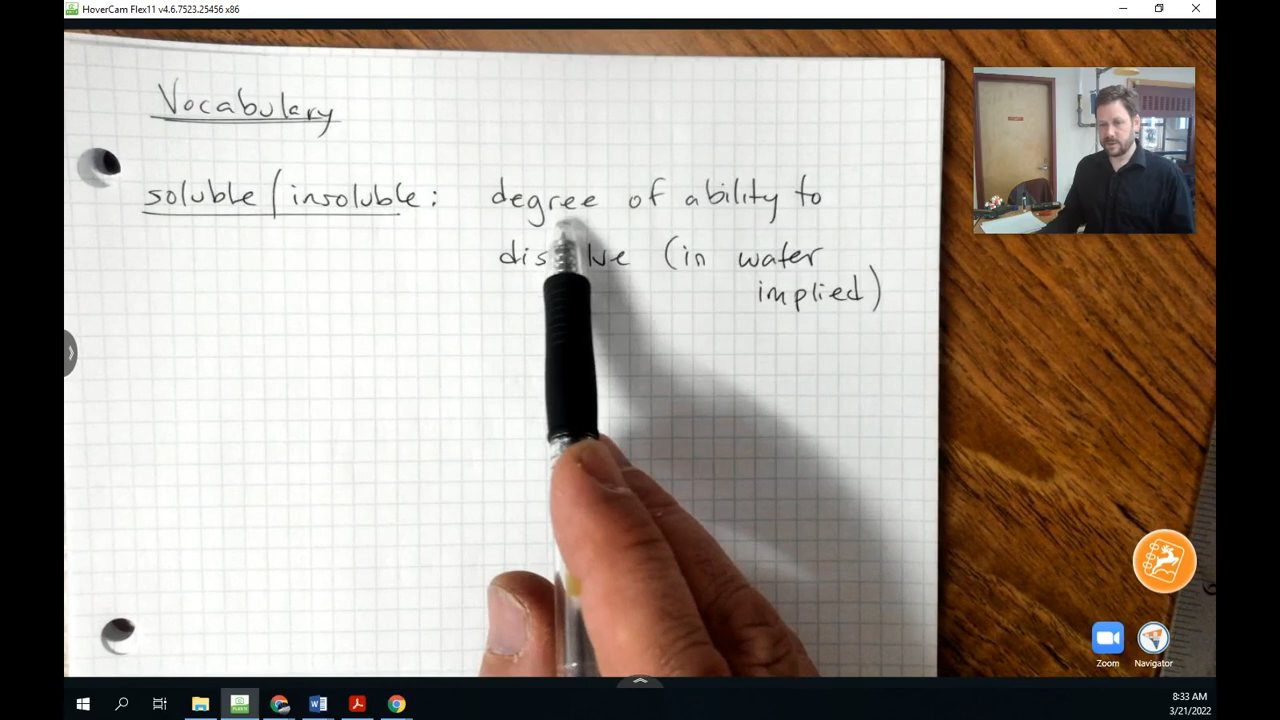 HoverCam Flex11 v4.6.7523.25456 x86
Vocabulary
soluble/insoluble: degree of ability to
(in water
implied)
Zoom
Navigator
8:33 AM
3/21/2022